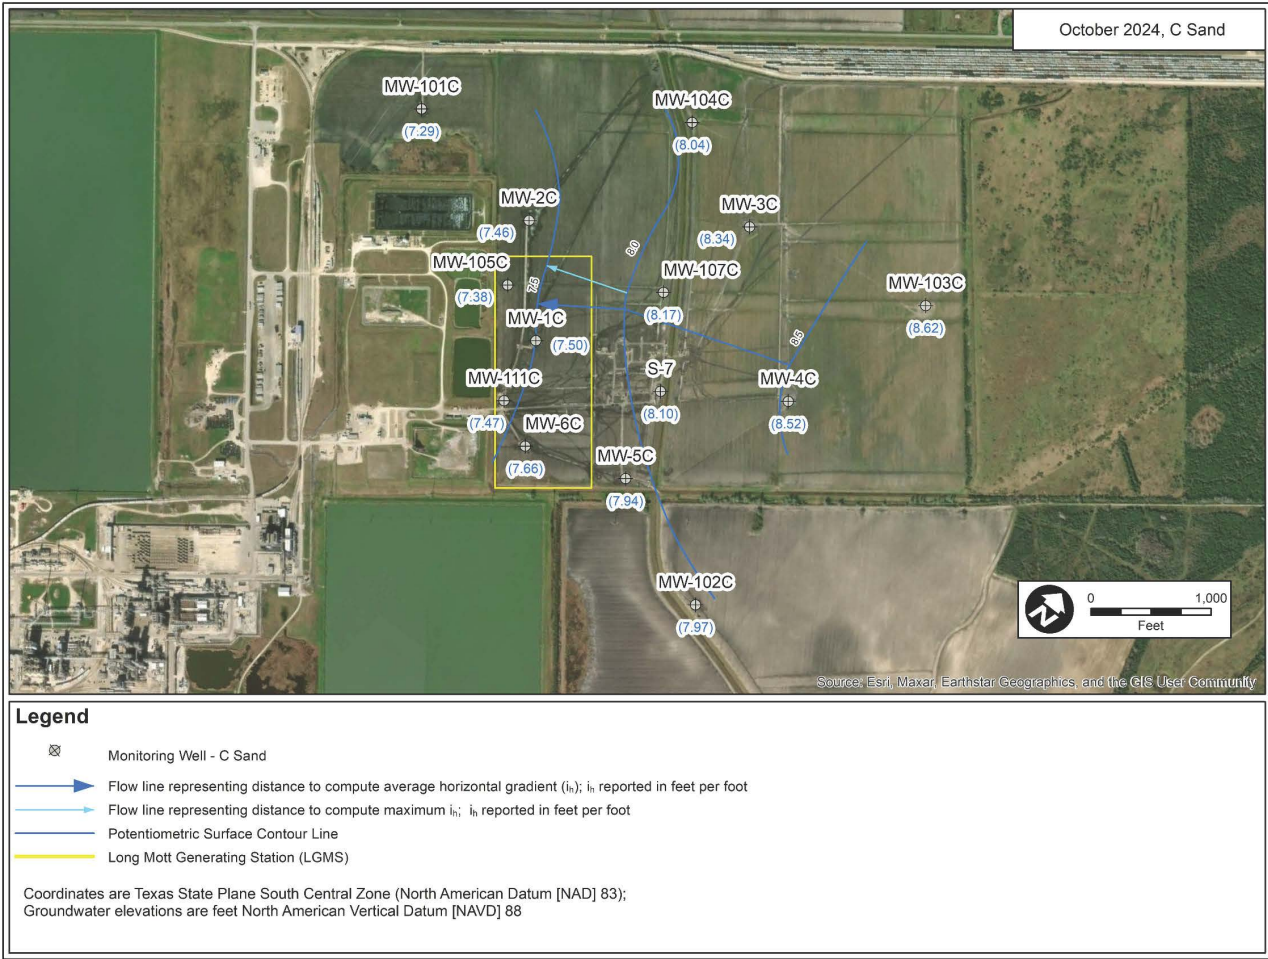 October 2024, C Sand
MW-101C
(7.29)
MW-104C
(8.04)
MW-2C
(7.46)
MW-3C
(8.34)
8.0
MW-105C
(7.38)
7.5
MW-107C
(8.17)
MW-103C
(8.62)
MW-1C
(7.50)
8.5
S-7
(8.10)
MW-4C
(8.52)
MW-111C
(7.47)
MW-6C
(7.66)
MW-5C
(7.94)
MW-102C
(7.97)
N
0 1,000
Feet
Source: Esri, Maxar, Earthstar Geographics, and the GIS User Community
Legend
Monitoring Well - C Sand
Flow line representing distance to compute average horizontal gradient (iₕ); iₕ reported in feet per foot
Flow line representing distance to compute maximum iₕ; iₕ reported in feet per foot
Potentiometric Surface Contour Line
Long Mott Generating Station (LGMS)
Coordinates are Texas State Plane South Central Zone (North American Datum [NAD] 83);
Groundwater elevations are feet North American Vertical Datum [NAVD] 88